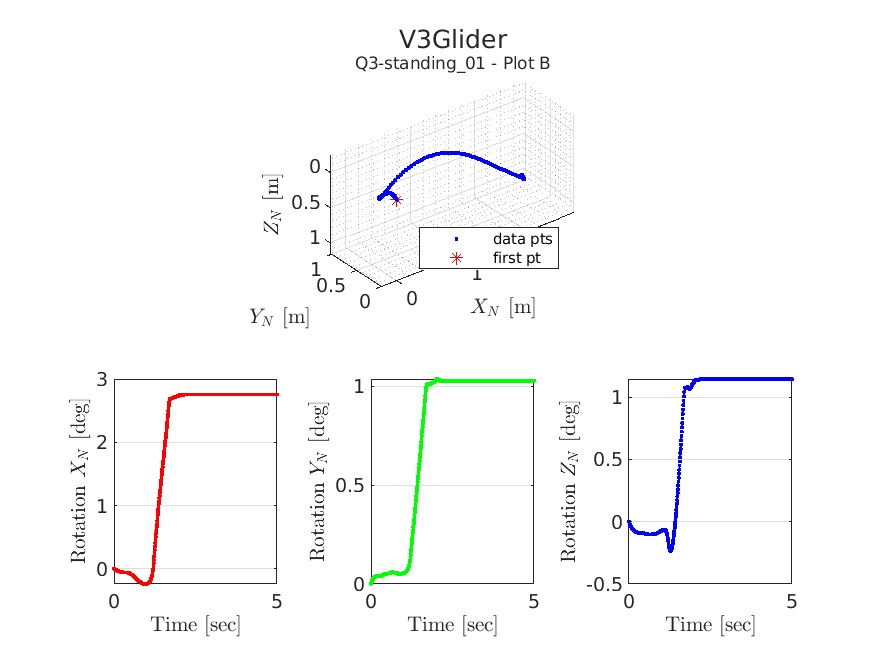 V3Glider
Q3-standing_01 - Plot B
0
0.5
1
Z_N [m]
1
0.5
0
Y_N [m]
0
1
X_N [m]
data pts
first pt
3
2
1
0
0
5
Rotation X_N [deg]
Time [sec]
1
0.5
0
0
5
Rotation Y_N [deg]
Time [sec]
1
0.5
0
-0.5
0
5
Rotation Z_N [deg]
Time [sec]